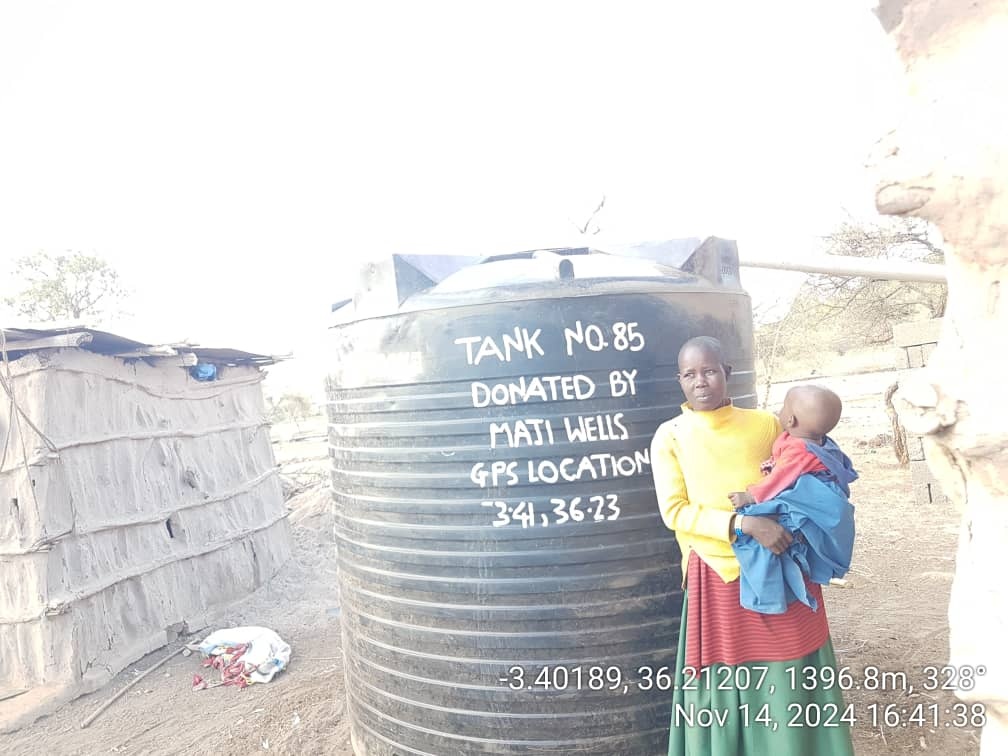 TANK NO.85
DONATED BY
MAJI WELLS
GPS LOCATION
-3.41, 36.23
-3.40189, 36.21207, 1396.8m, 328°
Nov 14, 2024 16:41:38